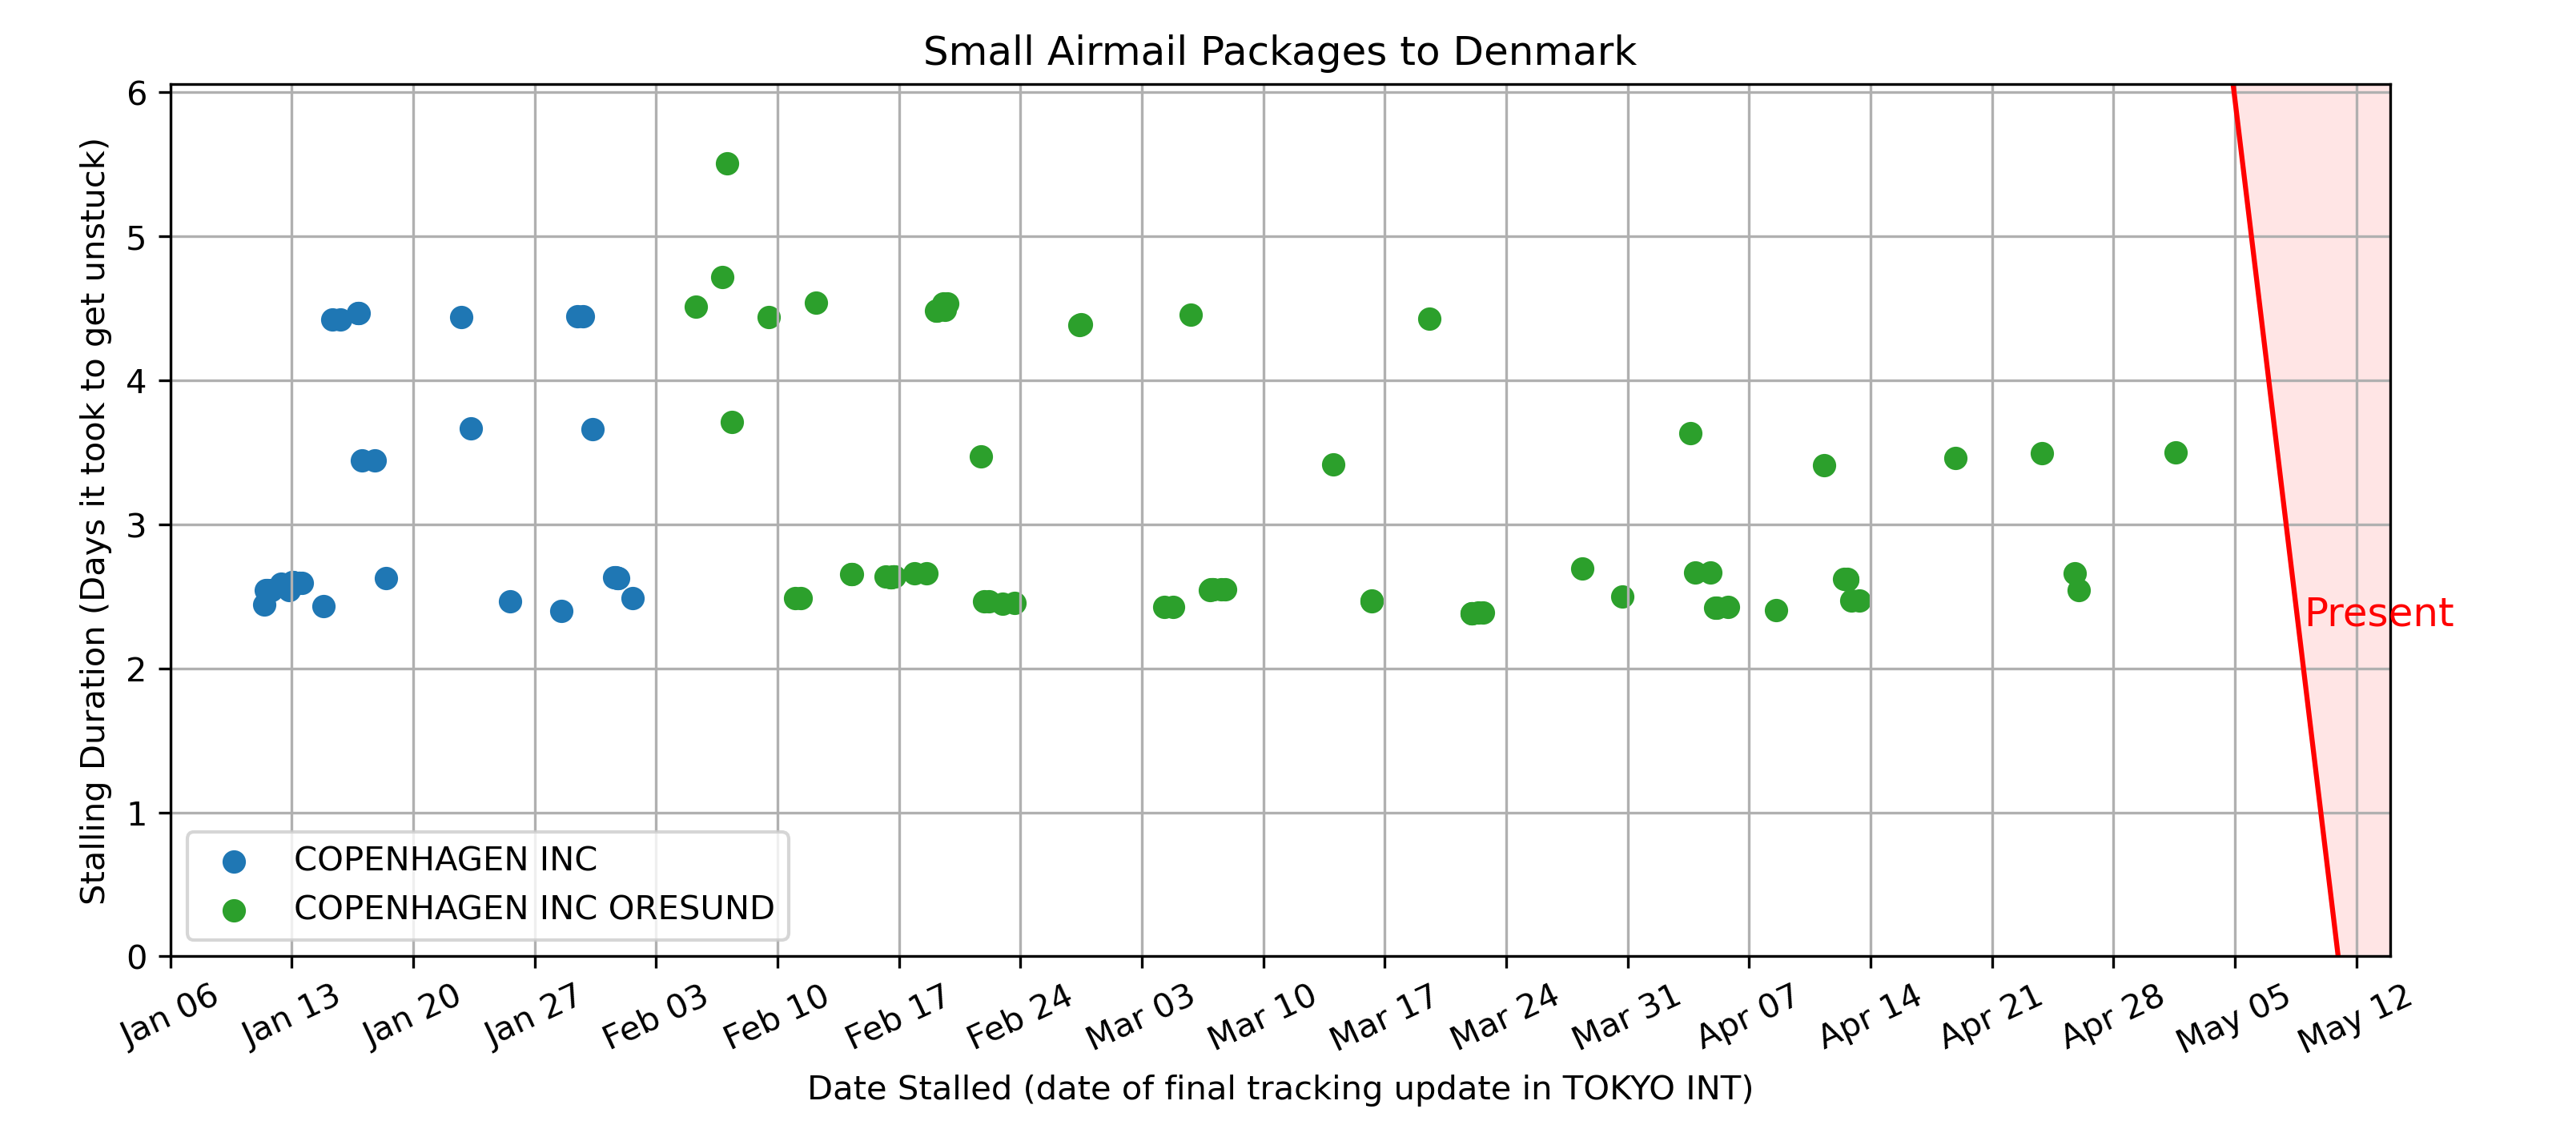 Small Airmail Packages to Denmark
Stalling Duration (Days it took to get unstuck)
6
5
4
3
2
1
0
Present
COPENHAGEN INC
COPENHAGEN INC ORESUND
Jan 06
Jan 13
Jan 20
Jan 27
Feb 03
Feb 10
Feb 17
Feb 24
Mar 03
Mar 10
Mar 17
Mar 24
Mar 31
Apr 07
Apr 14
Apr 21
Apr 28
May 05
May 12
Date Stalled (date of final tracking update in TOKYO INT)